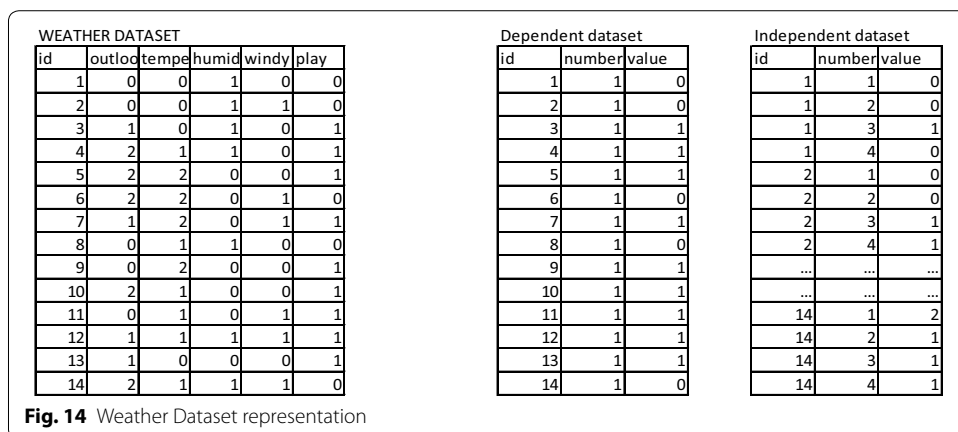 WEATHER DATASET
id outloo tempe humid windy play
1 0 0 1 0 0
2 0 0 1 1 0
3 1 0 1 0 1
4 2 1 1 0 1
5 2 2 0 0 1
6 2 2 0 1 0
7 1 2 0 1 1
8 0 1 1 0 0
9 0 2 0 0 1
10 2 1 0 0 1
11 0 1 0 1 1
12 1 1 1 1 1
13 1 0 0 0 1
14 2 1 1 1 0
Dependent dataset
id number value
1 1 0
2 1 0
3 1 1
4 1 1
5 1 1
6 1 0
7 1 1
8 1 0
9 1 1
10 1 1
11 1 1
12 1 1
13 1 1
14 1 0
Independent dataset
id number value
1 1 0
1 2 0
1 3 1
1 4 0
2 1 0
2 2 0
2 3 1
2 4 1
... ... ...
... ... ...
14 1 2
14 2 1
14 3 1
14 4 1
Fig. 14 Weather Dataset representation